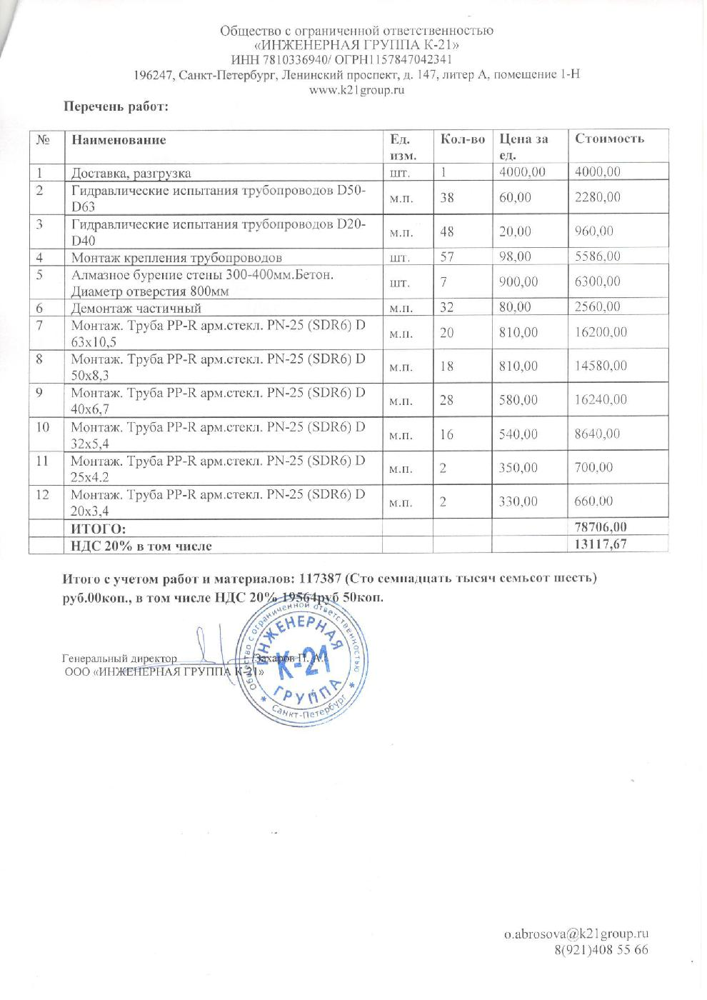 Общество с ограниченной ответственностью
«ИНЖЕНЕРНАЯ ГРУППА К-21»
ИНН 7810336940/ ОГРН1157847042341
196247, Санкт-Петербург, Ленинский проспект, д. 147, литер А, помещение 1-Н
www.k21group.ru
Перечень работ:
№ Наименование Ед. изм. Кол-во Цена за ед. Стоимость
1 Доставка, разгрузка шт. 1 4000,00 4000,00
2 Гидравлические испытания трубопроводов D50-
D63 м.п. 38 60,00 2280,00
3 Гидравлические испытания трубопроводов D20-
D40 м.п. 48 20,00 960,00
4 Монтаж крепления трубопроводов шт. 57 98,00 5586,00
5 Алмазное бурение стены 300-400мм.Бетон.
Диаметр отверстия 800мм шт. 7 900,00 6300,00
6 Демонтаж частичный м.п. 32 80,00 2560,00
7 Монтаж. Труба PP-R арм.стекл. PN-25 (SDR6) D
63x10,5 м.п. 20 810,00 16200,00
8 Монтаж. Труба PP-R арм.стекл. PN-25 (SDR6) D
50x8,3 м.п. 18 810,00 14580,00
9 Монтаж. Труба PP-R арм.стекл. PN-25 (SDR6) D
40x6,7 м.п. 28 580,00 16240,00
10 Монтаж. Труба PP-R арм.стекл. PN-25 (SDR6) D
32x5,4 м.п. 16 540,00 8640,00
11 Монтаж. Труба PP-R арм.стекл. PN-25 (SDR6) D
25x4.2 м.п. 2 350,00 700,00
12 Монтаж. Труба PP-R арм.стекл. PN-25 (SDR6) D
20x3,4 м.п. 2 330,00 660,00
ИТОГО: 78706,00
НДС 20% в том числе 13117,67
Итого с учетом работ и материалов: 117387 (Сто семнадцать тысяч семьсот шесть)
руб.00коп., в том числе НДС 20% 19564руб 50коп.
Генеральный директор /Захаров П. А./
ООО «ИНЖЕНЕРНАЯ ГРУППА К-21»
Общество с ограниченной ответственностью
ИНЖЕНЕРНАЯ
К-21
ГРУППА
* Санкт-Петербург *
o.abrosova@k21group.ru
8(921)408 55 66